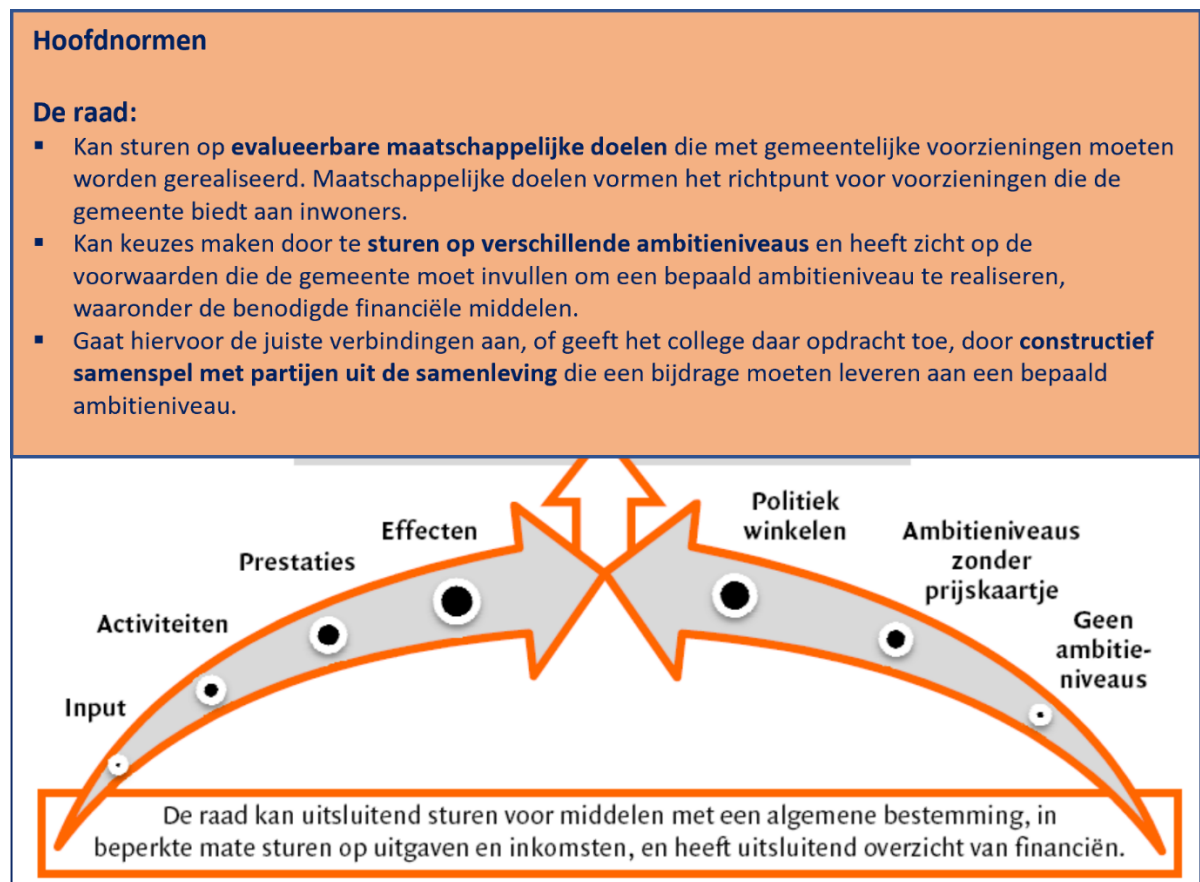 Hoofdnormen
De raad:
▪ Kan sturen op evalueerbare maatschappelijke doelen die met gemeentelijke voorzieningen moeten
worden gerealiseerd. Maatschappelijke doelen vormen het richtpunt voor voorzieningen die de
gemeente biedt aan inwoners.
▪ Kan keuzes maken door te sturen op verschillende ambitieniveaus en heeft zicht op de
voorwaarden die de gemeente moet invullen om een bepaald ambitieniveau te realiseren,
waaronder de benodigde financiële middelen.
▪ Gaat hiervoor de juiste verbindingen aan, of geeft het college daar opdracht toe, door constructief
samenspel met partijen uit de samenleving die een bijdrage moeten leveren aan een bepaald
ambitieniveau.
Input
Activiteiten
Prestaties
Effecten
Politiek
winkelen
Ambitieniveaus
zonder
prijskaartje
Geen
ambitie-
niveaus
De raad kan uitsluitend sturen voor middelen met een algemene bestemming, in
beperkte mate sturen op uitgaven en inkomsten, en heeft uitsluitend overzicht van financiën.